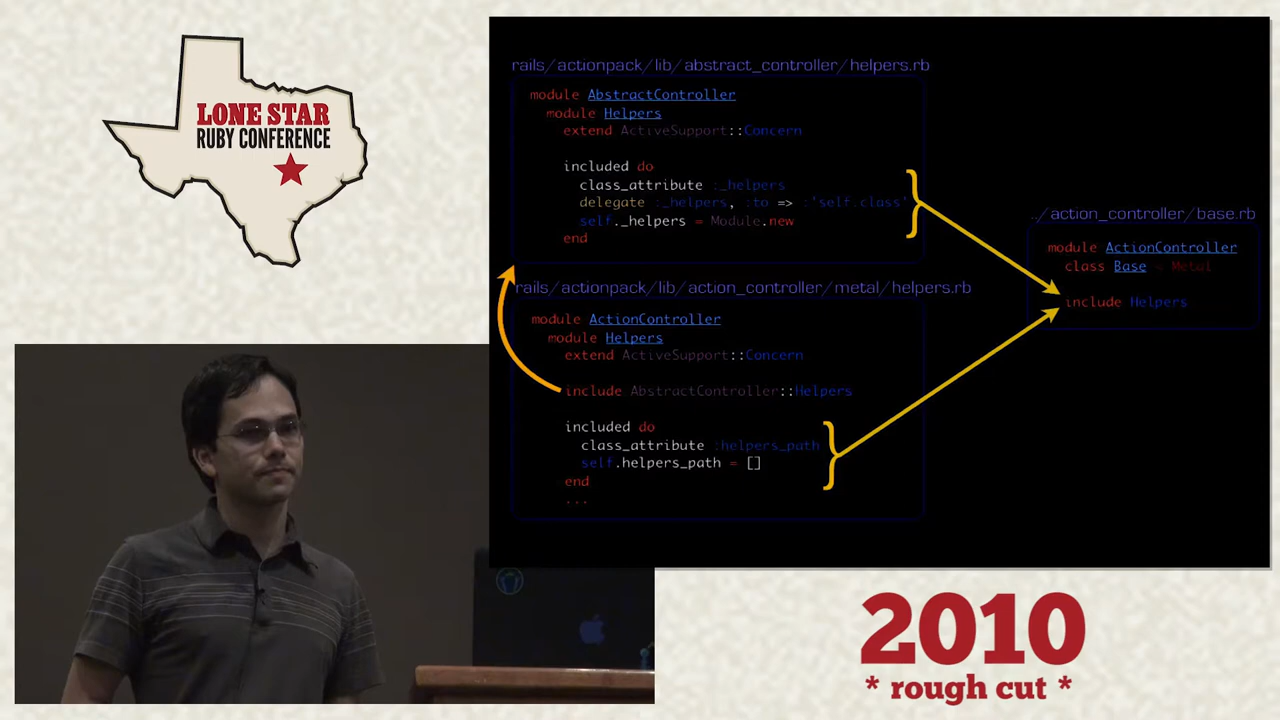 LONE STAR
RUBY CONFERENCE
rails/actionpack/lib/abstract_controller/helpers.rb
module AbstractController
module Helpers
extend ActiveSupport::Concern
included do
class_attribute :_helpers
delegate :_helpers, :to => :'self.class'
self._helpers = Module.new
end
rails/actionpack/lib/action_controller/metal/helpers.rb
module ActionController
module Helpers
extend ActiveSupport::Concern
include AbstractController::Helpers
included do
class_attribute :helpers_path
self.helpers_path = []
end
...
../action_controller/base.rb
module ActionController
class Base < Metal
include Helpers
2010
* rough cut *